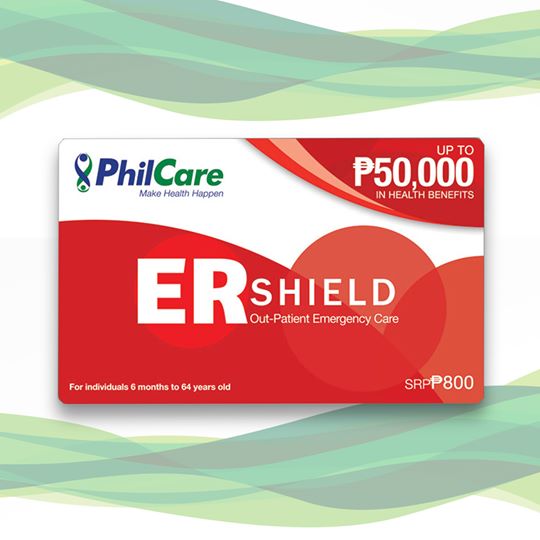 PhilCare
Make Health Happen
UP TO
₱50,000
IN HEALTH BENEFITS
ER SHIELD
Out-Patient Emergency Care
For individuals 6 months to 64 years old
SRP₱800